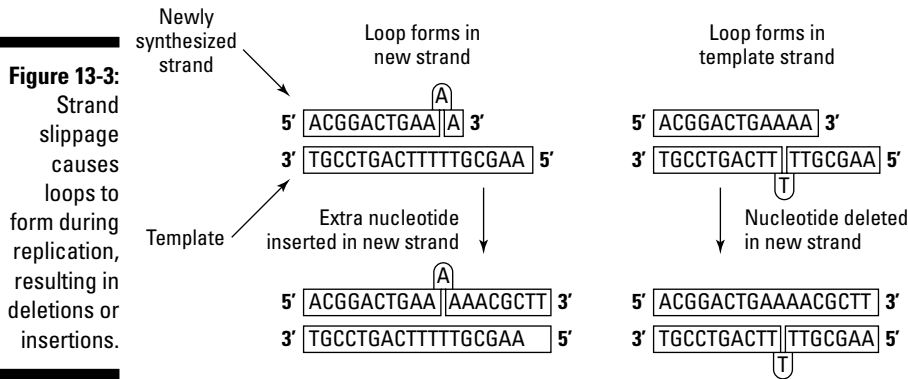 Figure 13-3:
Strand
slippage
causes
loops to
form during
replication,
resulting in
deletions or
insertions.
Newly
synthesized
strand
Template
Loop forms in
new strand
A
5′ ACGGACTGAA A 3′
3′ TGCCTGACTTTTTGCGAA 5′
Extra nucleotide
inserted in new strand
A
5′ ACGGACTGAA AAACGCTT 3′
3′ TGCCTGACTTTTTGCGAA 5′
Loop forms in
template strand
5′ ACGGACTGAAAA 3′
3′ TGCCTGACTT TTGCGAA 5′
T
Nucleotide deleted
in new strand
5′ ACGGACTGAAAACGCTT 3′
3′ TGCCTGACTT TTGCGAA 5′
T